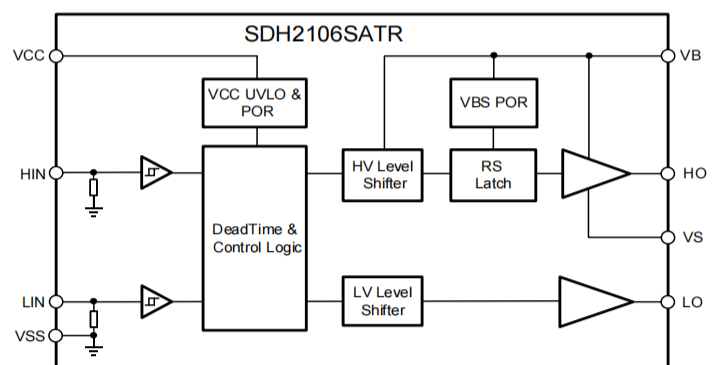 SDH2106SATR
VCC
VB
VCC UVLO &
POR
VBS POR
HIN
HV Level
Shifter
RS
Latch
HO
DeadTime &
Control Logic
VS
LIN
LV Level
Shifter
LO
VSS